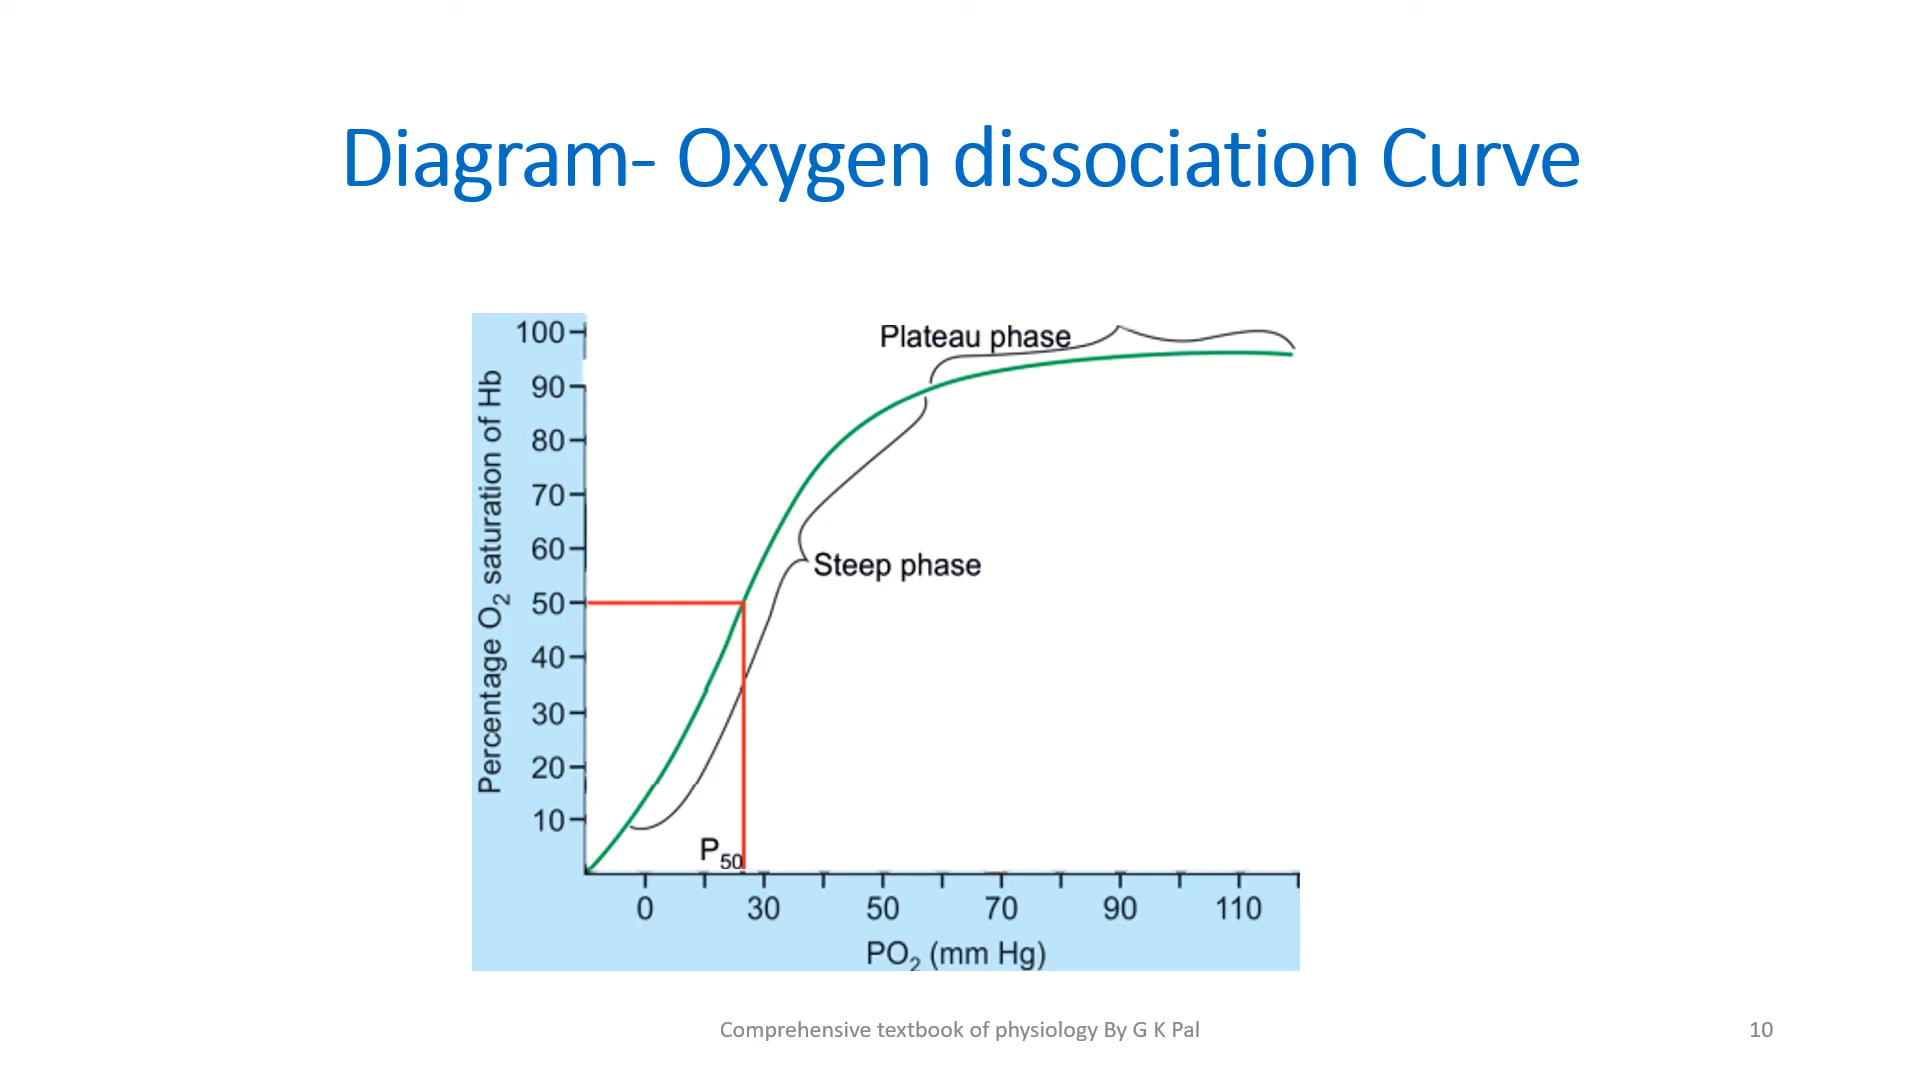 Diagram- Oxygen dissociation Curve
Percentage O2 saturation of Hb
100
90
80
70
60
50
40
30
20
10
Plateau phase
Steep phase
P50
0 30 50 70 90 110
PO2 (mm Hg)
Comprehensive textbook of physiology By G K Pal
10